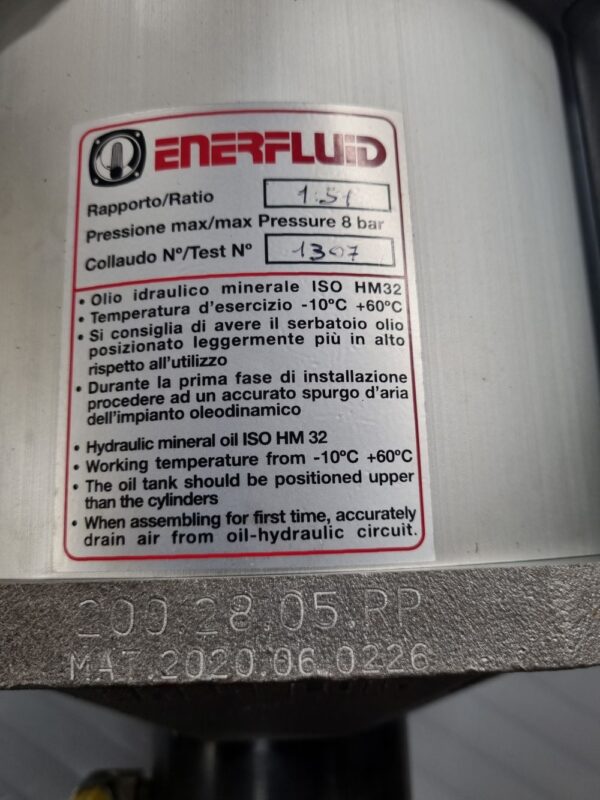 ENERFLUID
Rapporto/Ratio 1:51
Pressione max/max Pressure 8 bar
Collaudo N°/Test N° 1307
• Olio idraulico minerale ISO HM32
• Temperatura d'esercizio -10°C +60°C
• Si consiglia di avere il serbatoio olio
posizionato leggermente più in alto
rispetto all'utilizzo
• Durante la prima fase di installazione
procedere ad un accurato spurgo d'aria
dell'impianto oleodinamico
• Hydraulic mineral oil ISO HM 32
• Working temperature from -10°C +60°C
• The oil tank should be positioned upper
than the cylinders
• When assembling for first time, accurately
drain air from oil-hydraulic circuit.
200.28.05.PP
MAT.2020.06.0226